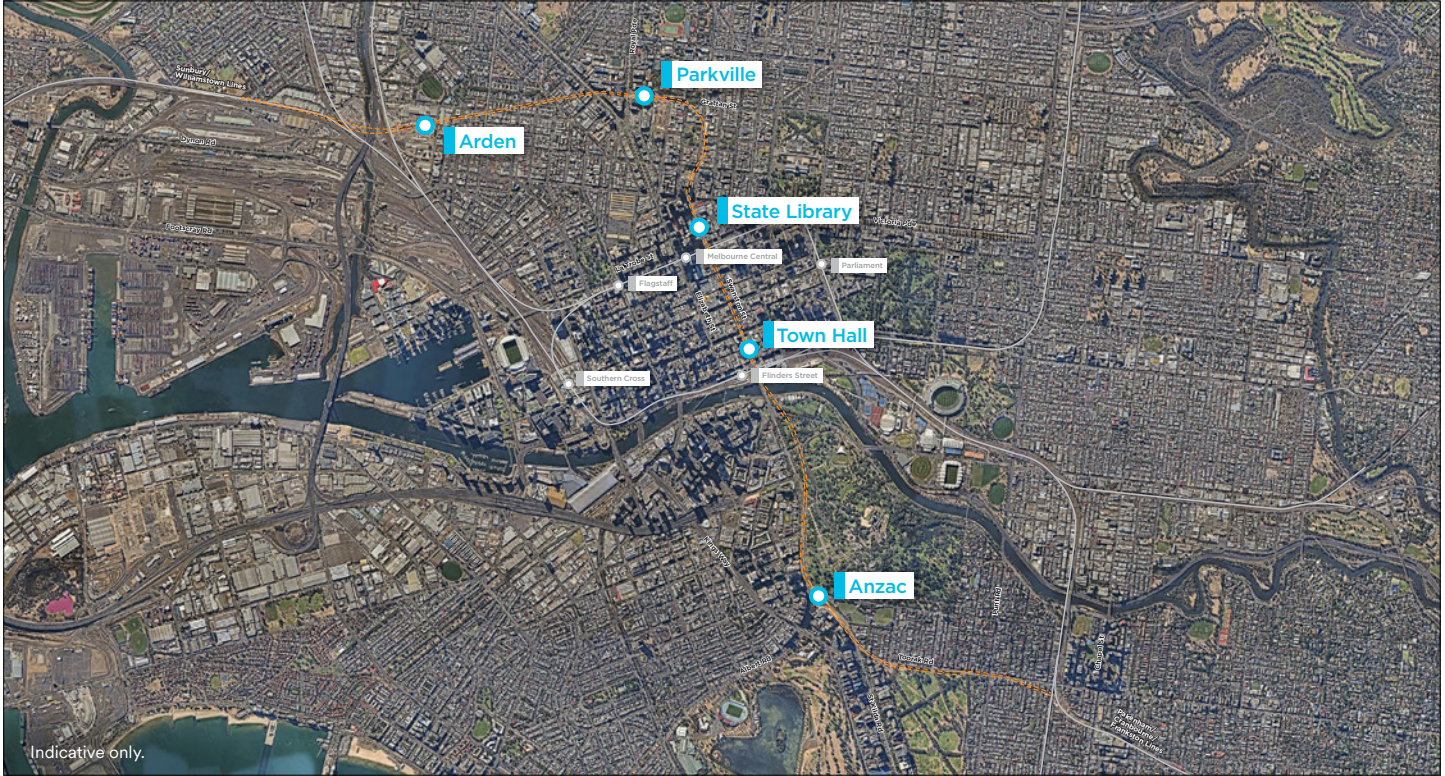 Royal Pde
Parkville
Sunbury/
Williamstown Lines
Grattan St
Arden
Dynon Rd
State Library
Victoria Pde
Footscray Rd
Melbourne Central
La Trobe St
Parliament
Flagstaff
Swanston St
Elizabeth St
Town Hall
Flinders Street
Southern Cross
Kings Way
Anzac
Punt Rd
Chapel St
Toorak Rd
Albert Rd
St Kilda Rd
Pakenham/
Cranbourne/
Frankston Lines
Indicative only.